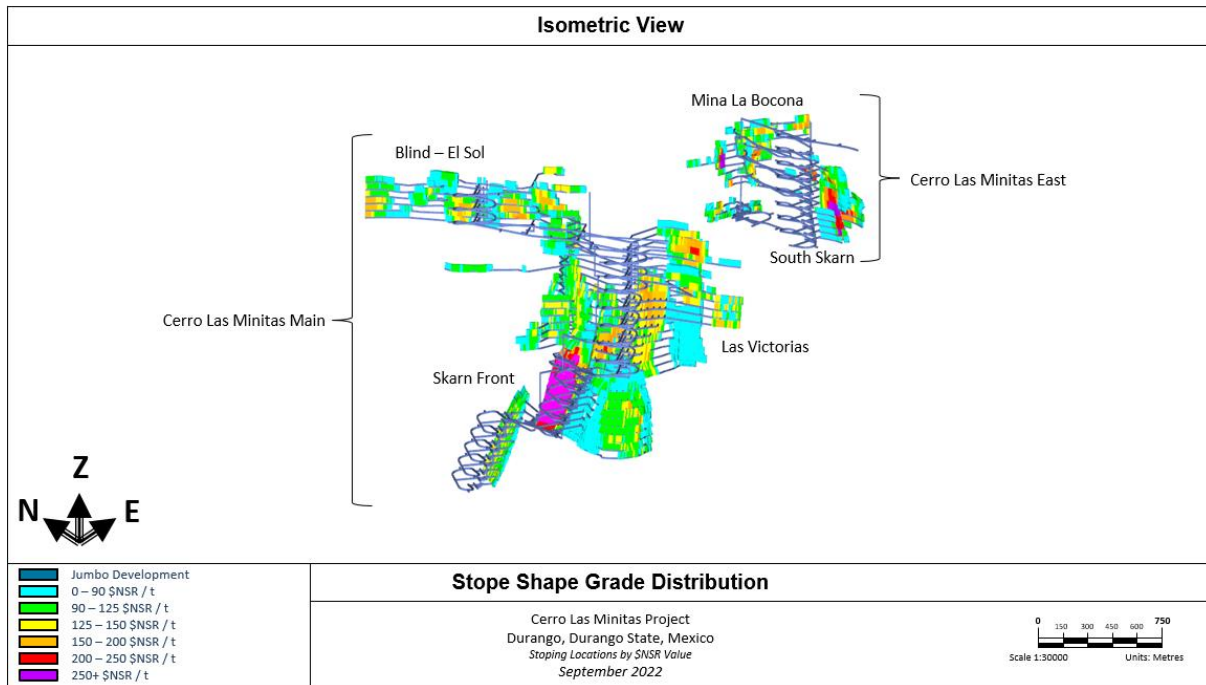 Isometric View
Mina La Bocona
Blind – El Sol
Cerro Las Minitas East
South Skarn
Cerro Las Minitas Main
Las Victorias
Skarn Front
Z
N
E
Jumbo Development
0 – 90 $NSR / t
90 – 125 $NSR / t
125 – 150 $NSR / t
150 – 200 $NSR / t
200 – 250 $NSR / t
250+ $NSR / t
Stope Shape Grade Distribution
Cerro Las Minitas Project
Durango, Durango State, Mexico
Stoping Locations by $NSR Value
September 2022
0 150 300 450 600 750
Scale 1:30000 Units: Metres